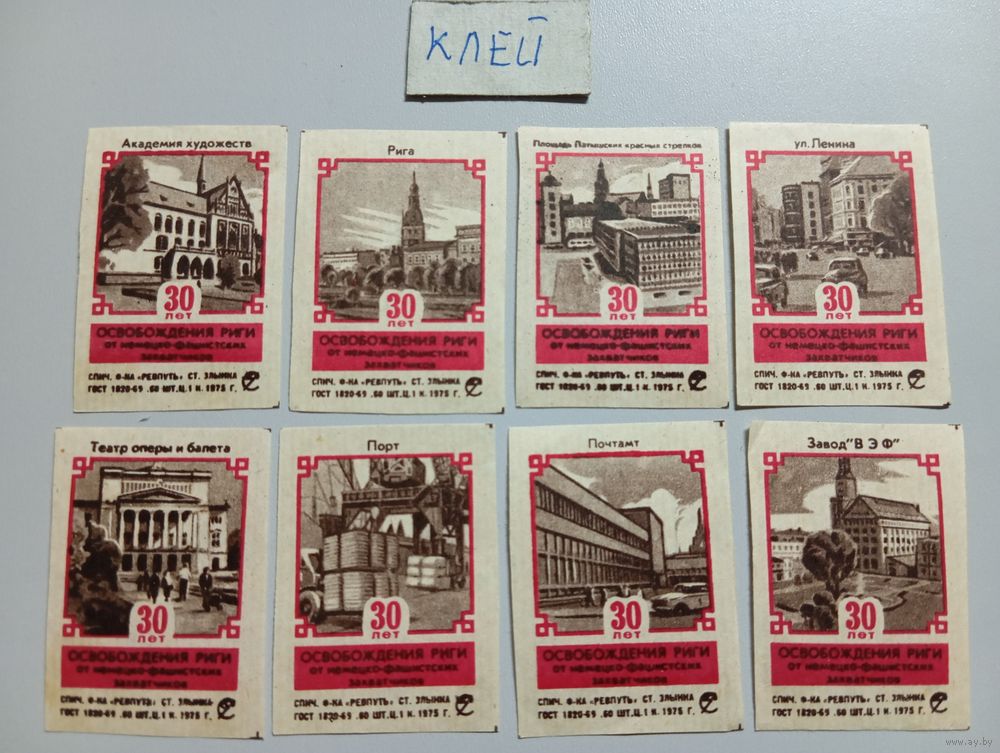 КЛЕЙ
Академия художеств
30
лет
ОСВОБОЖДЕНИЯ РИГИ
от немецко-фашистских
захватчиков
СПИЧ. Ф-КА «РЕВПУТЬ» СТ. ЗЛЫНКА
ГОСТ 1820-69 .60 ШТ.Ц.1 К. 1975 Г.
Рига
30
лет
ОСВОБОЖДЕНИЯ РИГИ
от немецко-фашистских
захватчиков
СПИЧ. Ф-КА «РЕВПУТЬ» СТ. ЗЛЫНКА
ГОСТ 1820-69 .60 ШТ.Ц.1 К. 1975 Г.
Площадь Латышских красных стрелков
30
лет
ОСВОБОЖДЕНИЯ РИГИ
от немецко-фашистских
захватчиков
СПИЧ. Ф-КА «РЕВПУТЬ» СТ. ЗЛЫНКА
ГОСТ 1820-69 .60 ШТ.Ц.1 К. 1975 Г.
ул. Ленина
30
лет
ОСВОБОЖДЕНИЯ РИГИ
от немецко-фашистских
захватчиков
СПИЧ. Ф-КА «РЕВПУТЬ» СТ. ЗЛЫНКА
ГОСТ 1820-69 .60 ШТ.Ц.1 К. 1975 Г.
Театр оперы и балета
30
лет
ОСВОБОЖДЕНИЯ РИГИ
от немецко-фашистских
захватчиков
СПИЧ. Ф-КА «РЕВПУТЬ» СТ. ЗЛЫНКА
ГОСТ 1820-69 .60 ШТ.Ц.1 К. 1975 Г.
Порт
30
лет
ОСВОБОЖДЕНИЯ РИГИ
от немецко-фашистских
захватчиков
СПИЧ. Ф-КА «РЕВПУТЬ» СТ. ЗЛЫНКА
ГОСТ 1820-69 .60 ШТ.Ц.1 К. 1975 Г.
Почтамт
30
лет
ОСВОБОЖДЕНИЯ РИГИ
от немецко-фашистских
захватчиков
СПИЧ. Ф-КА «РЕВПУТЬ» СТ. ЗЛЫНКА
ГОСТ 1820-69 .60 ШТ.Ц.1 К. 1975 Г.
Завод "В Э Ф"
30
лет
ОСВОБОЖДЕНИЯ РИГИ
от немецко-фашистских
захватчиков
СПИЧ. Ф-КА «РЕВПУТЬ» СТ. ЗЛЫНКА
ГОСТ 1820-69 .60 ШТ.Ц.1 К. 1975 Г.
www.ay.by